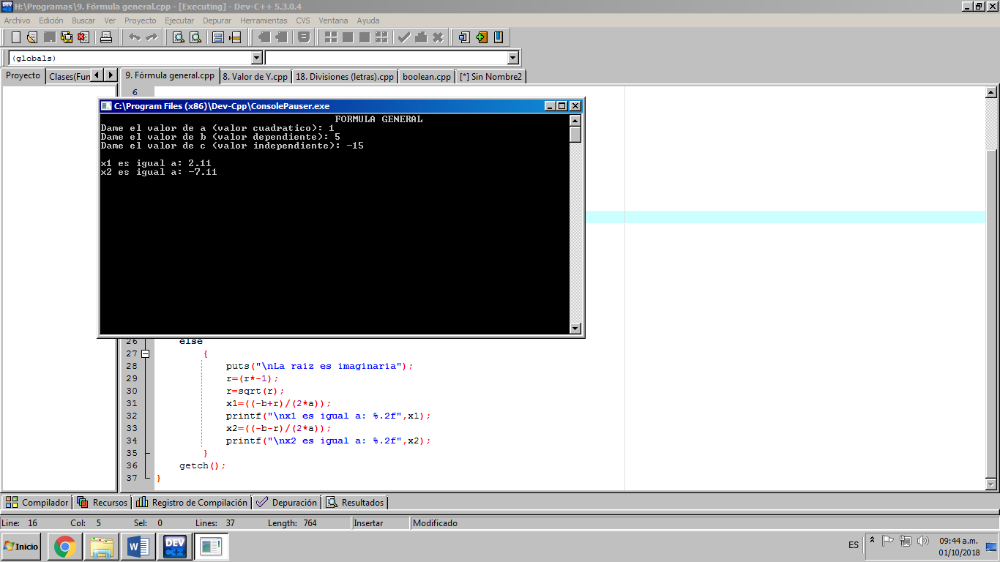 H:\Programas\9. Fórmula general.cpp - [Executing] - Dev-C++ 5.3.0.4
Archivo Edición Buscar Ver Proyecto Ejecutar Depurar Herramientas CVS Ventana Ayuda
(globals)
Proyecto Clases(Fun 9. Fórmula general.cpp 8. Valor de Y.cpp 18. Divisiones (letras).cpp boolean.cpp [*] Sin Nombre2
6
C:\Program Files (x86)\Dev-Cpp\ConsolePauser.exe
FORMULA GENERAL
Dame el valor de a (valor cuadratico): 1
Dame el valor de b (valor dependiente): 5
Dame el valor de c (valor independiente): -15
x1 es igual a: 2.11
x2 es igual a: -7.11
26 else
27 {
28 puts("\nLa raiz es imaginaria");
29 r=(r*-1);
30 r=sqrt(r);
31 x1=((-b+r)/(2*a));
32 printf("\nx1 es igual a: %.2f",x1);
33 x2=((-b-r)/(2*a));
34 printf("\nx2 es igual a: %.2f",x2);
35 }
36 getch();
37 }
Compilador Recursos Registro de Compilación Depuración Resultados
Line: 16 Col: 5 Sel: 0 Lines: 37 Length: 764 Insertar Modificado
Inicio W DEV C++ ES 09:44 a.m.
01/10/2018